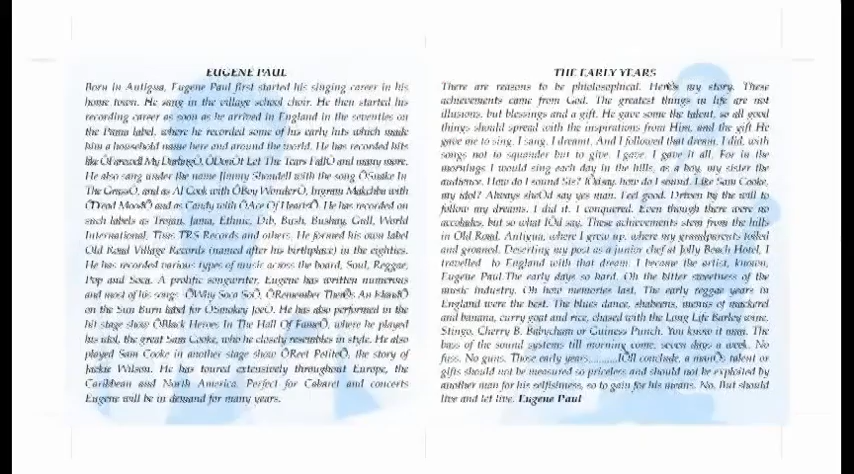 EUGENE PAUL
Born in Antigua, Eugene Paul first started his singing career in his
home town. He sang in the village school choir. He then started his
recording career as soon as he arrived in England in the seventies on
the Pama label, where he recorded some of his early hits which made
him a household name here and around the world. He has recorded hits
like ÒFarewell My DarlingÓ, ÒDonÕt Let The Tears FallÓ and many more.
He also sang under the name Jimmy Shondell with the song ÒSnake In
The GrassÓ, and as Al Cook with ÒBoy WonderÓ, Ingram Makchba with
ÒTread MoodÓ and as Candy with ÒAce Of HeartsÓ. He has recorded on
such labels as Trojan, Jama, Ethnic, Dib, Bush, Bushay, Gull, World
International, Titus TRS Records and others. He formed his own label
Old Road Village Records (named after his birthplace) in the eighties.
He has recorded various types of music across the board, Soul, Reggae,
Pop and Soca. A prolific songwriter, Eugene has written numerous
and most of his songs. ÒWhy Soca SoÓ, ÒRemember ThereÕs An IslandÓ
on the Sun Burn label for ÒSmokey JoeÓ. He has also performed in the
hit stage show ÒBlack Heroes In The Hall Of FameÓ, where he played
his idol, the great Sam Cooke, who he closely resembles in style. He also
played Sam Cooke in another stage show ÒReet PetiteÓ, the story of
Jackie Wilson. He has toured extensively throughout Europe, the
Caribbean and North America. Perfect for Cabaret and concerts
Eugene will be in demand for many years.
THE EARLY YEARS
There are reasons to be philosophical. HereÕs my story. These
achievements came from God. The greatest things in life are not
illusions, but blessings and a gift. He gave some the talent, so all good
things should spread with the inspirations from Him, and the gift He
gave me to sing. I sang. I dreamt. And I followed that dream. I did, with
songs not to squander but to give. I gave. I gave it all. For in the
mornings I would sing each day in the hills, as a boy, my sister the
audience. How do I sound Sis? IÕd say, how do I sound. Like Sam Cooke,
my idol? Always sheÕd say yes man. Feel good. Driven by the will to
follow my dreams. I did it. I conquered. Even though there were no
accolades, but so what IÕd say. These achievements stem from the hills
in Old Road, Antigua, where I grew up, where my grandparents toiled
and groaned. Deserting my post as a junior chef at Jolly Beach Hotel, I
travelled to England with that dream. I became the artist, known,
Eugene Paul.The early days so hard. Oh the bitter sweetness of the
music industry. Oh how memories last. The early reggae years in
England were the best. The blues dance, shabeens, menus of mackerel
and banana, curry goat and rice, chased with the Long Life Barley wine,
Stingo, Cherry B. Babycham or Guiness Punch. You know it man. The
bass of the sound systems till morning come, seven days a week. No
fuss. No guns. Those early years..........IÕll conclude, a manÕs talent or
gifts should not be measured so priceless and should not be exploited by
another man for his selfishness, so to gain for his means. No. But should
live and let live. Eugene Paul